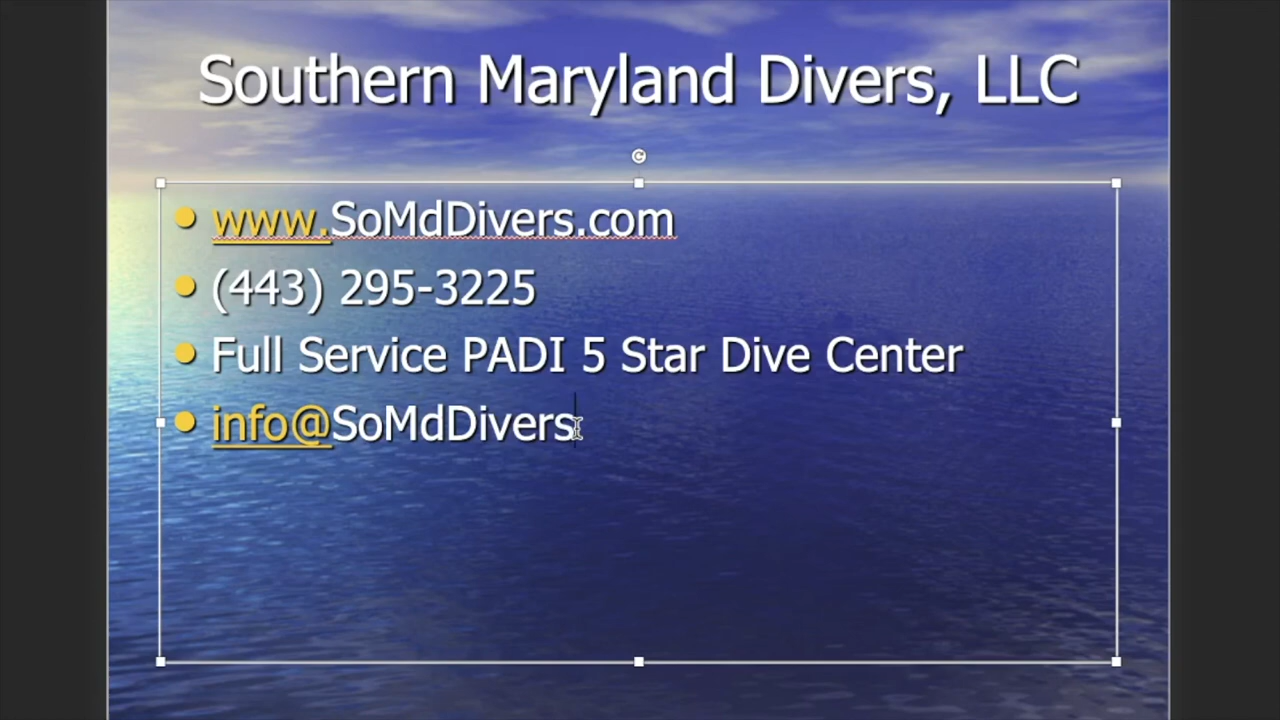 Southern Maryland Divers, LLC
www.SoMdDivers.com
(443) 295-3225
Full Service PADI 5 Star Dive Center
info@SoMdDivers